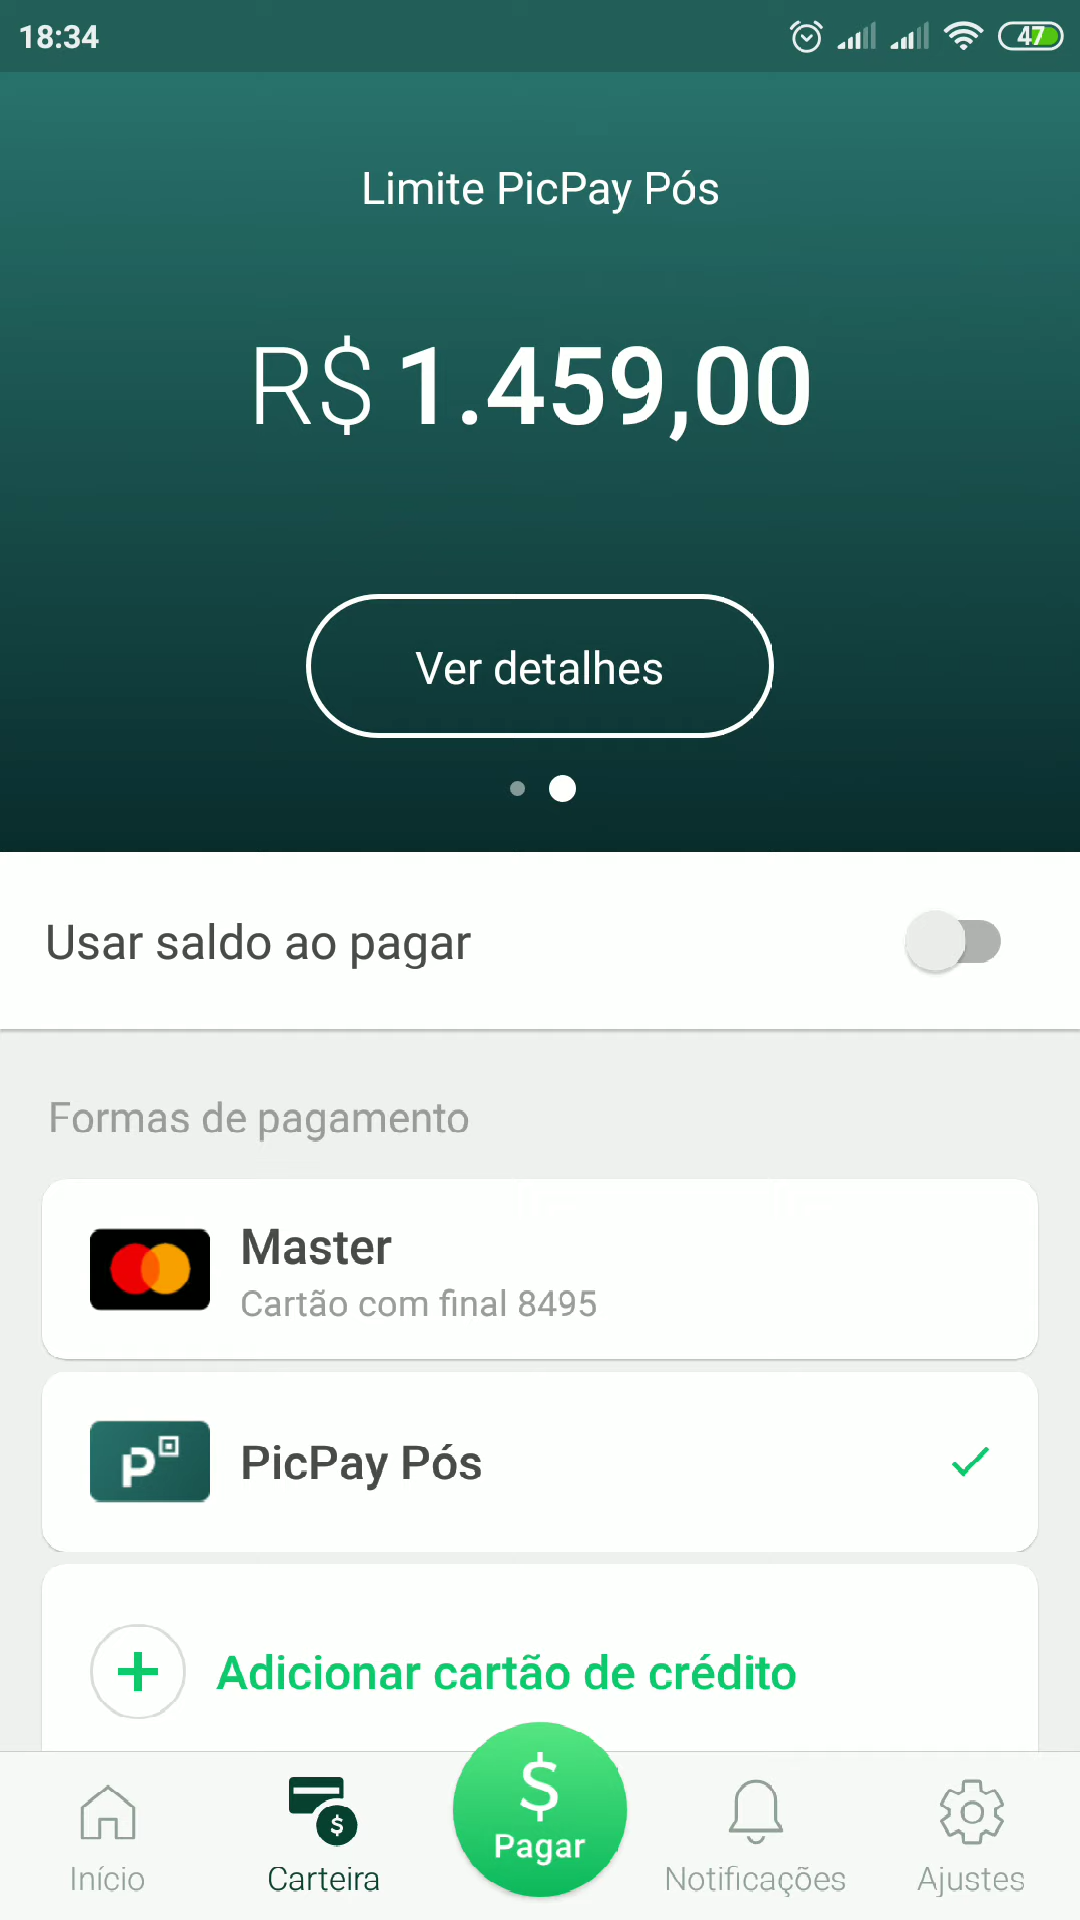 18:34
47
Limite PicPay Pós
R$ 1.459,00
Ver detalhes
Usar saldo ao pagar
Formas de pagamento
Master
Cartão com final 8495
P
PicPay Pós
+ Adicionar cartão de crédito
$
$
Pagar
Início
Carteira
Notificações
Ajustes